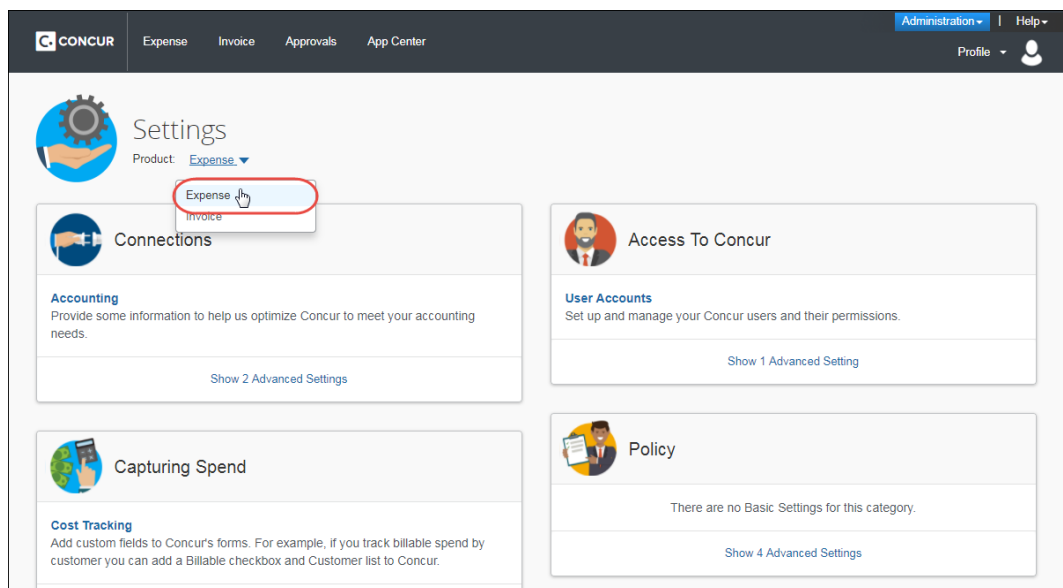 Administration | Help
C. CONCUR Expense Invoice Approvals App Center
Profile
Settings
Product: Expense
Expense
Invoice
Connections
Accounting
Provide some information to help us optimize Concur to meet your accounting
needs.
Show 2 Advanced Settings
Access To Concur
User Accounts
Set up and manage your Concur users and their permissions.
Show 1 Advanced Setting
Capturing Spend
Cost Tracking
Add custom fields to Concur's forms. For example, if you track billable spend by
customer you can add a Billable checkbox and Customer list to Concur.
Policy
There are no Basic Settings for this category.
Show 4 Advanced Settings